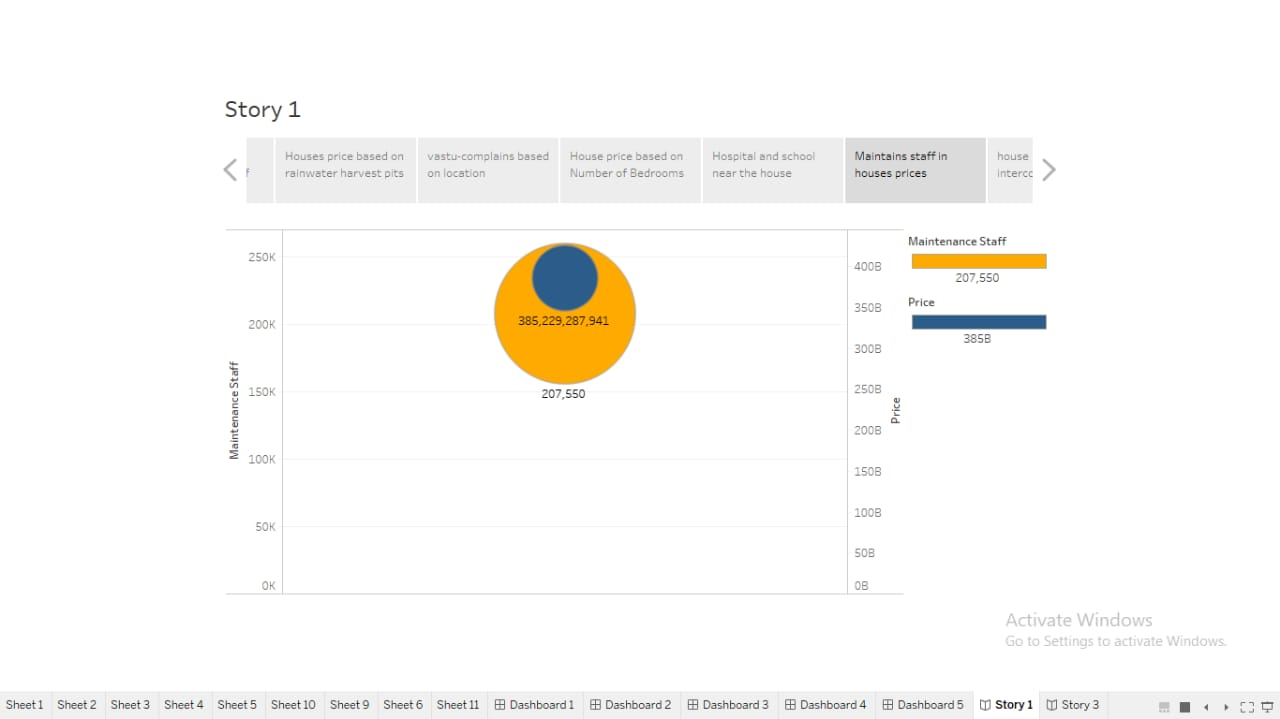 Story 1
f
Houses price based on
rainwater harvest pits
vastu-complains based
on location
House price based on
Number of Bedrooms
Hospital and school
near the house
Maintains staff in
houses prices
house
interco
Maintenance Staff
250K
200K
150K
100K
50K
0K
385,229,287,941
207,550
400B
350B
300B
250B
200B
150B
100B
50B
0B
Price
Maintenance Staff
207,550
Price
385B
Activate Windows
Go to Settings to activate Windows.
Sheet 1 Sheet 2 Sheet 3 Sheet 4 Sheet 5 Sheet 10 Sheet 9 Sheet 6 Sheet 11 Dashboard 1 Dashboard 2 Dashboard 3 Dashboard 4 Dashboard 5 Story 1 Story 3